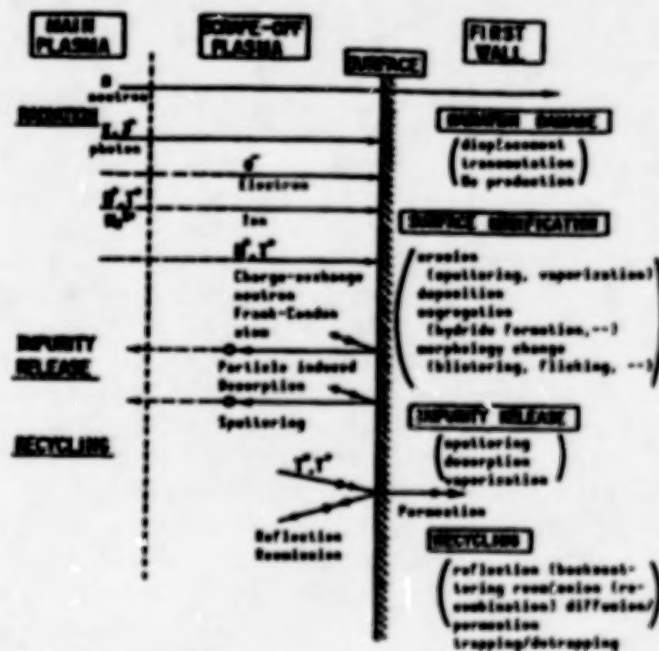 MAIN
PLASMA
SCRAPE-OFF
PLASMA
SURFACE
FIRST
WALL
n
neutron
RADIATION
photon
e⁻
Electron
Ion
Charge-exchange
neutron
Frank-Condon
atom
IMPURITY
RELEASE
Particle induced
Desorption
Sputtering
RECYCLING
Reflection
Reemission
Permeation
RADIATION DAMAGE
displacement
transmutation
He production
SURFACE MODIFICATION
erosion
(sputtering, vaporization)
deposition
segregation
(hydride formation,--)
morphology change
(blistering, flaking, --)
IMPURITY RELEASE
sputtering
desorption
vaporization
RECYCLING
reflection (backscat-
tering reemission (re-
combination) diffusion/
permeation
trapping/detrapping